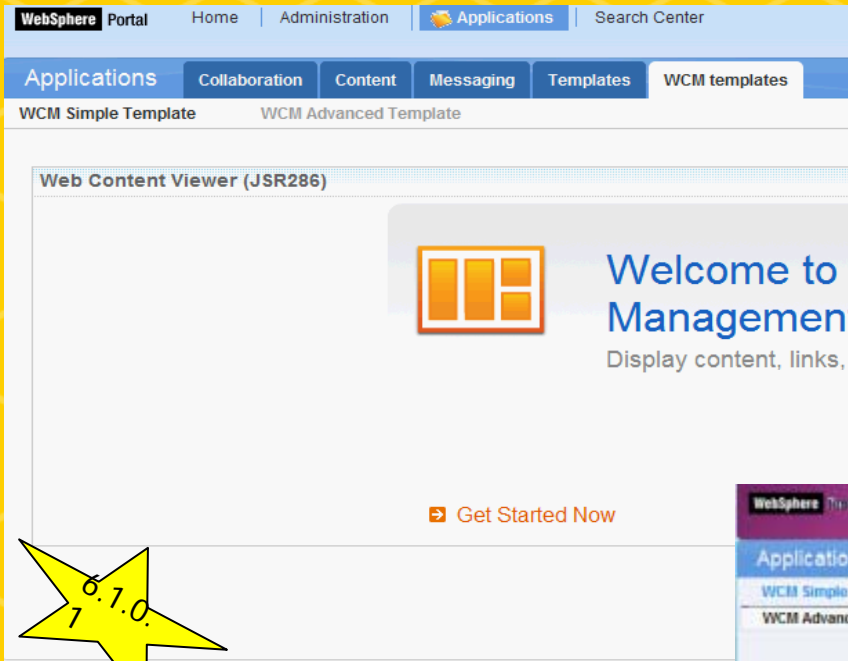 WebSphere Portal Home Administration Applications Search Center
Applications Collaboration Content Messaging Templates WCM templates
WCM Simple Template WCM Advanced Template
Web Content Viewer (JSR286)
Welcome to
Managemen
Display content, links,
Get Started Now
6.1.0.
1
WebSphere
Applicatio
WCM Simple
WCM Advanc